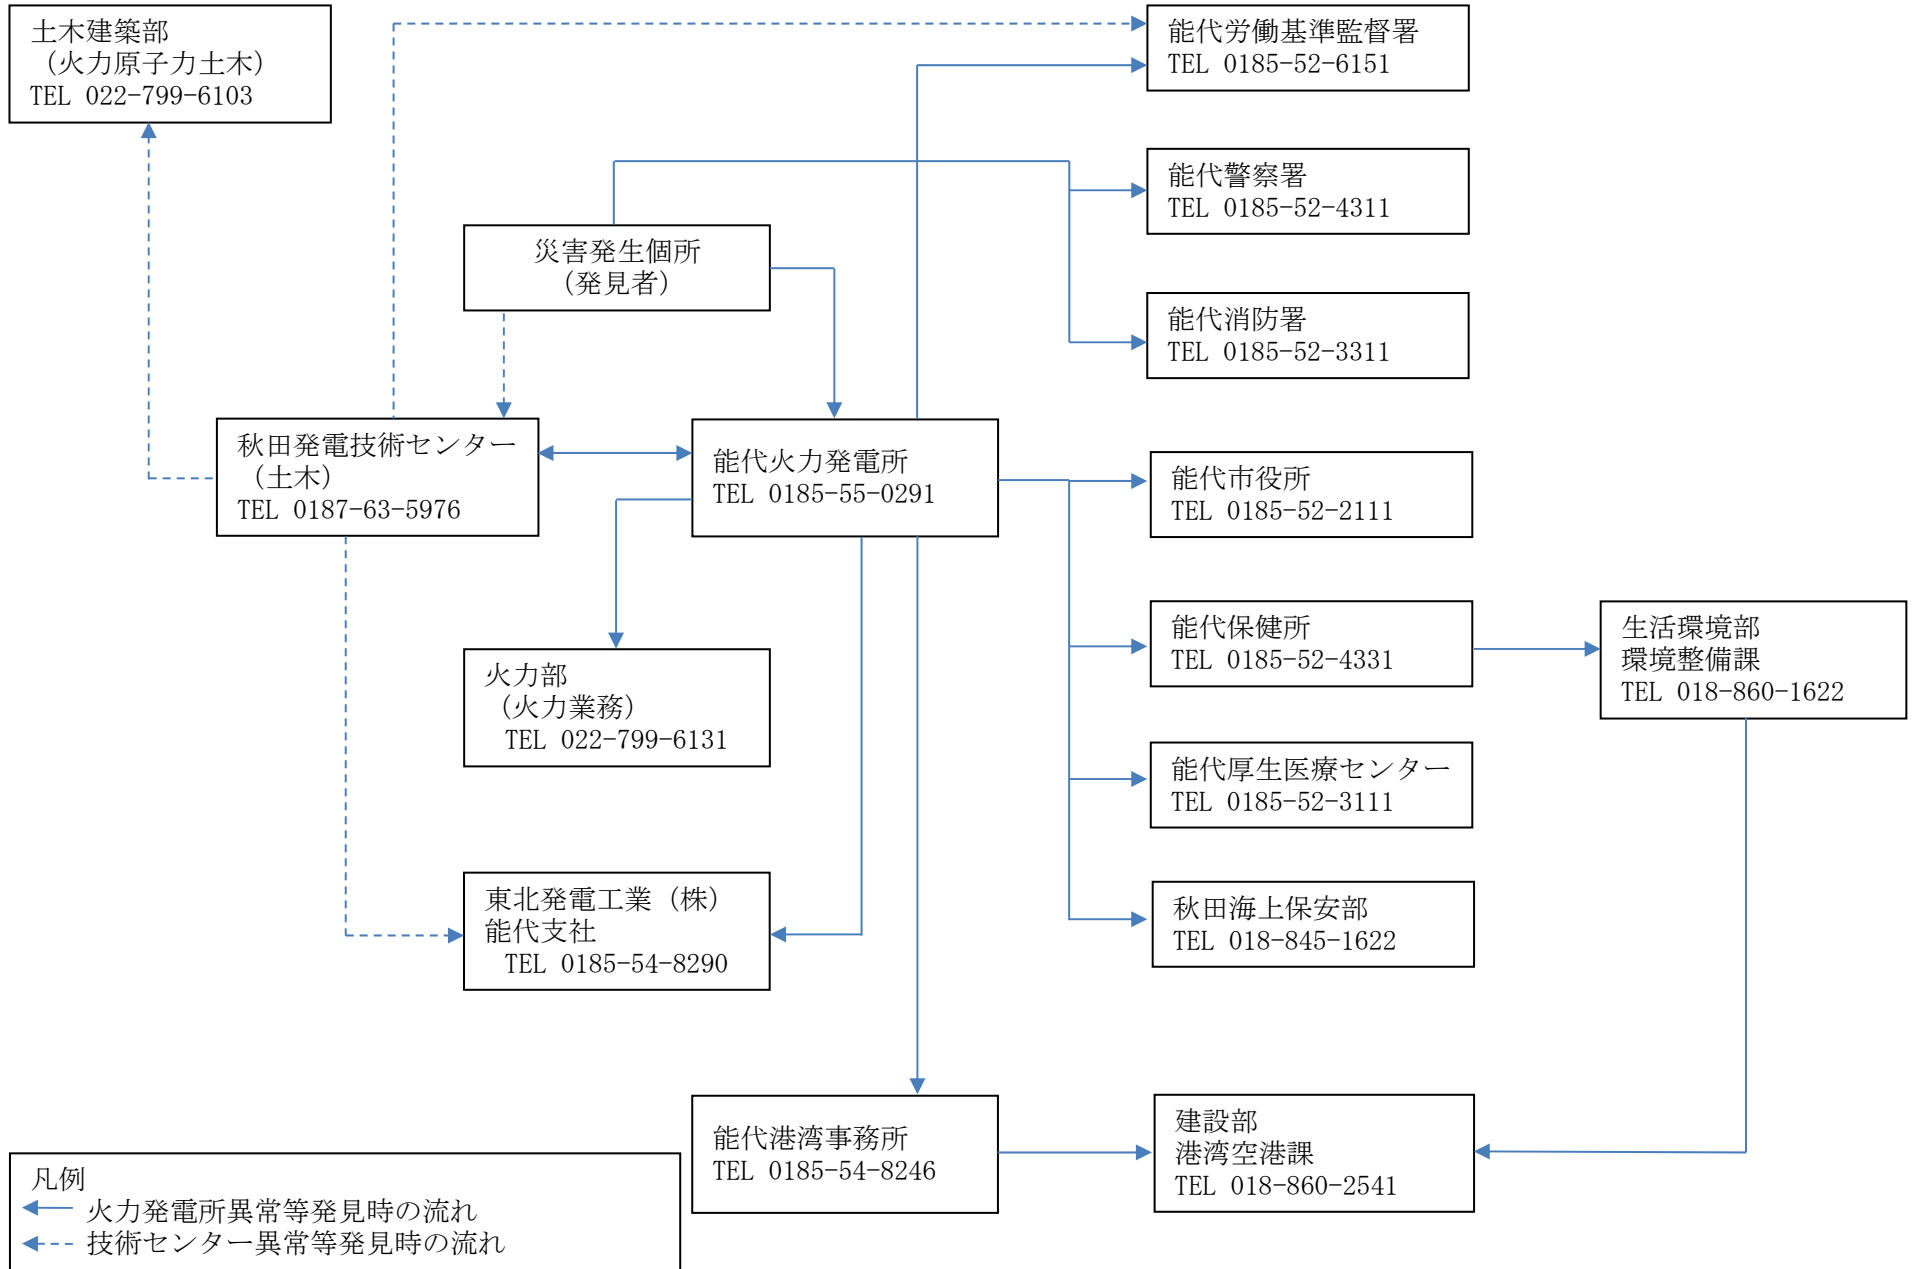 土木建築部
（火力原子力土木）
TEL 022-799-6103
能代労働基準監督署
TEL 0185-52-6151
能代警察署
TEL 0185-52-4311
災害発生個所
（発見者）
能代消防署
TEL 0185-52-3311
秋田発電技術センター
（土木）
TEL 0187-63-5976
能代火力発電所
TEL 0185-55-0291
能代市役所
TEL 0185-52-2111
能代保健所
TEL 0185-52-4331
生活環境部
環境整備課
TEL 018-860-1622
火力部
（火力業務）
TEL 022-799-6131
能代厚生医療センター
TEL 0185-52-3111
東北発電工業（株）
能代支社
TEL 0185-54-8290
秋田海上保安部
TEL 018-845-1622
能代港湾事務所
TEL 0185-54-8246
建設部
港湾空港課
TEL 018-860-2541
凡例
火力発電所異常等発見時の流れ
技術センター異常等発見時の流れ